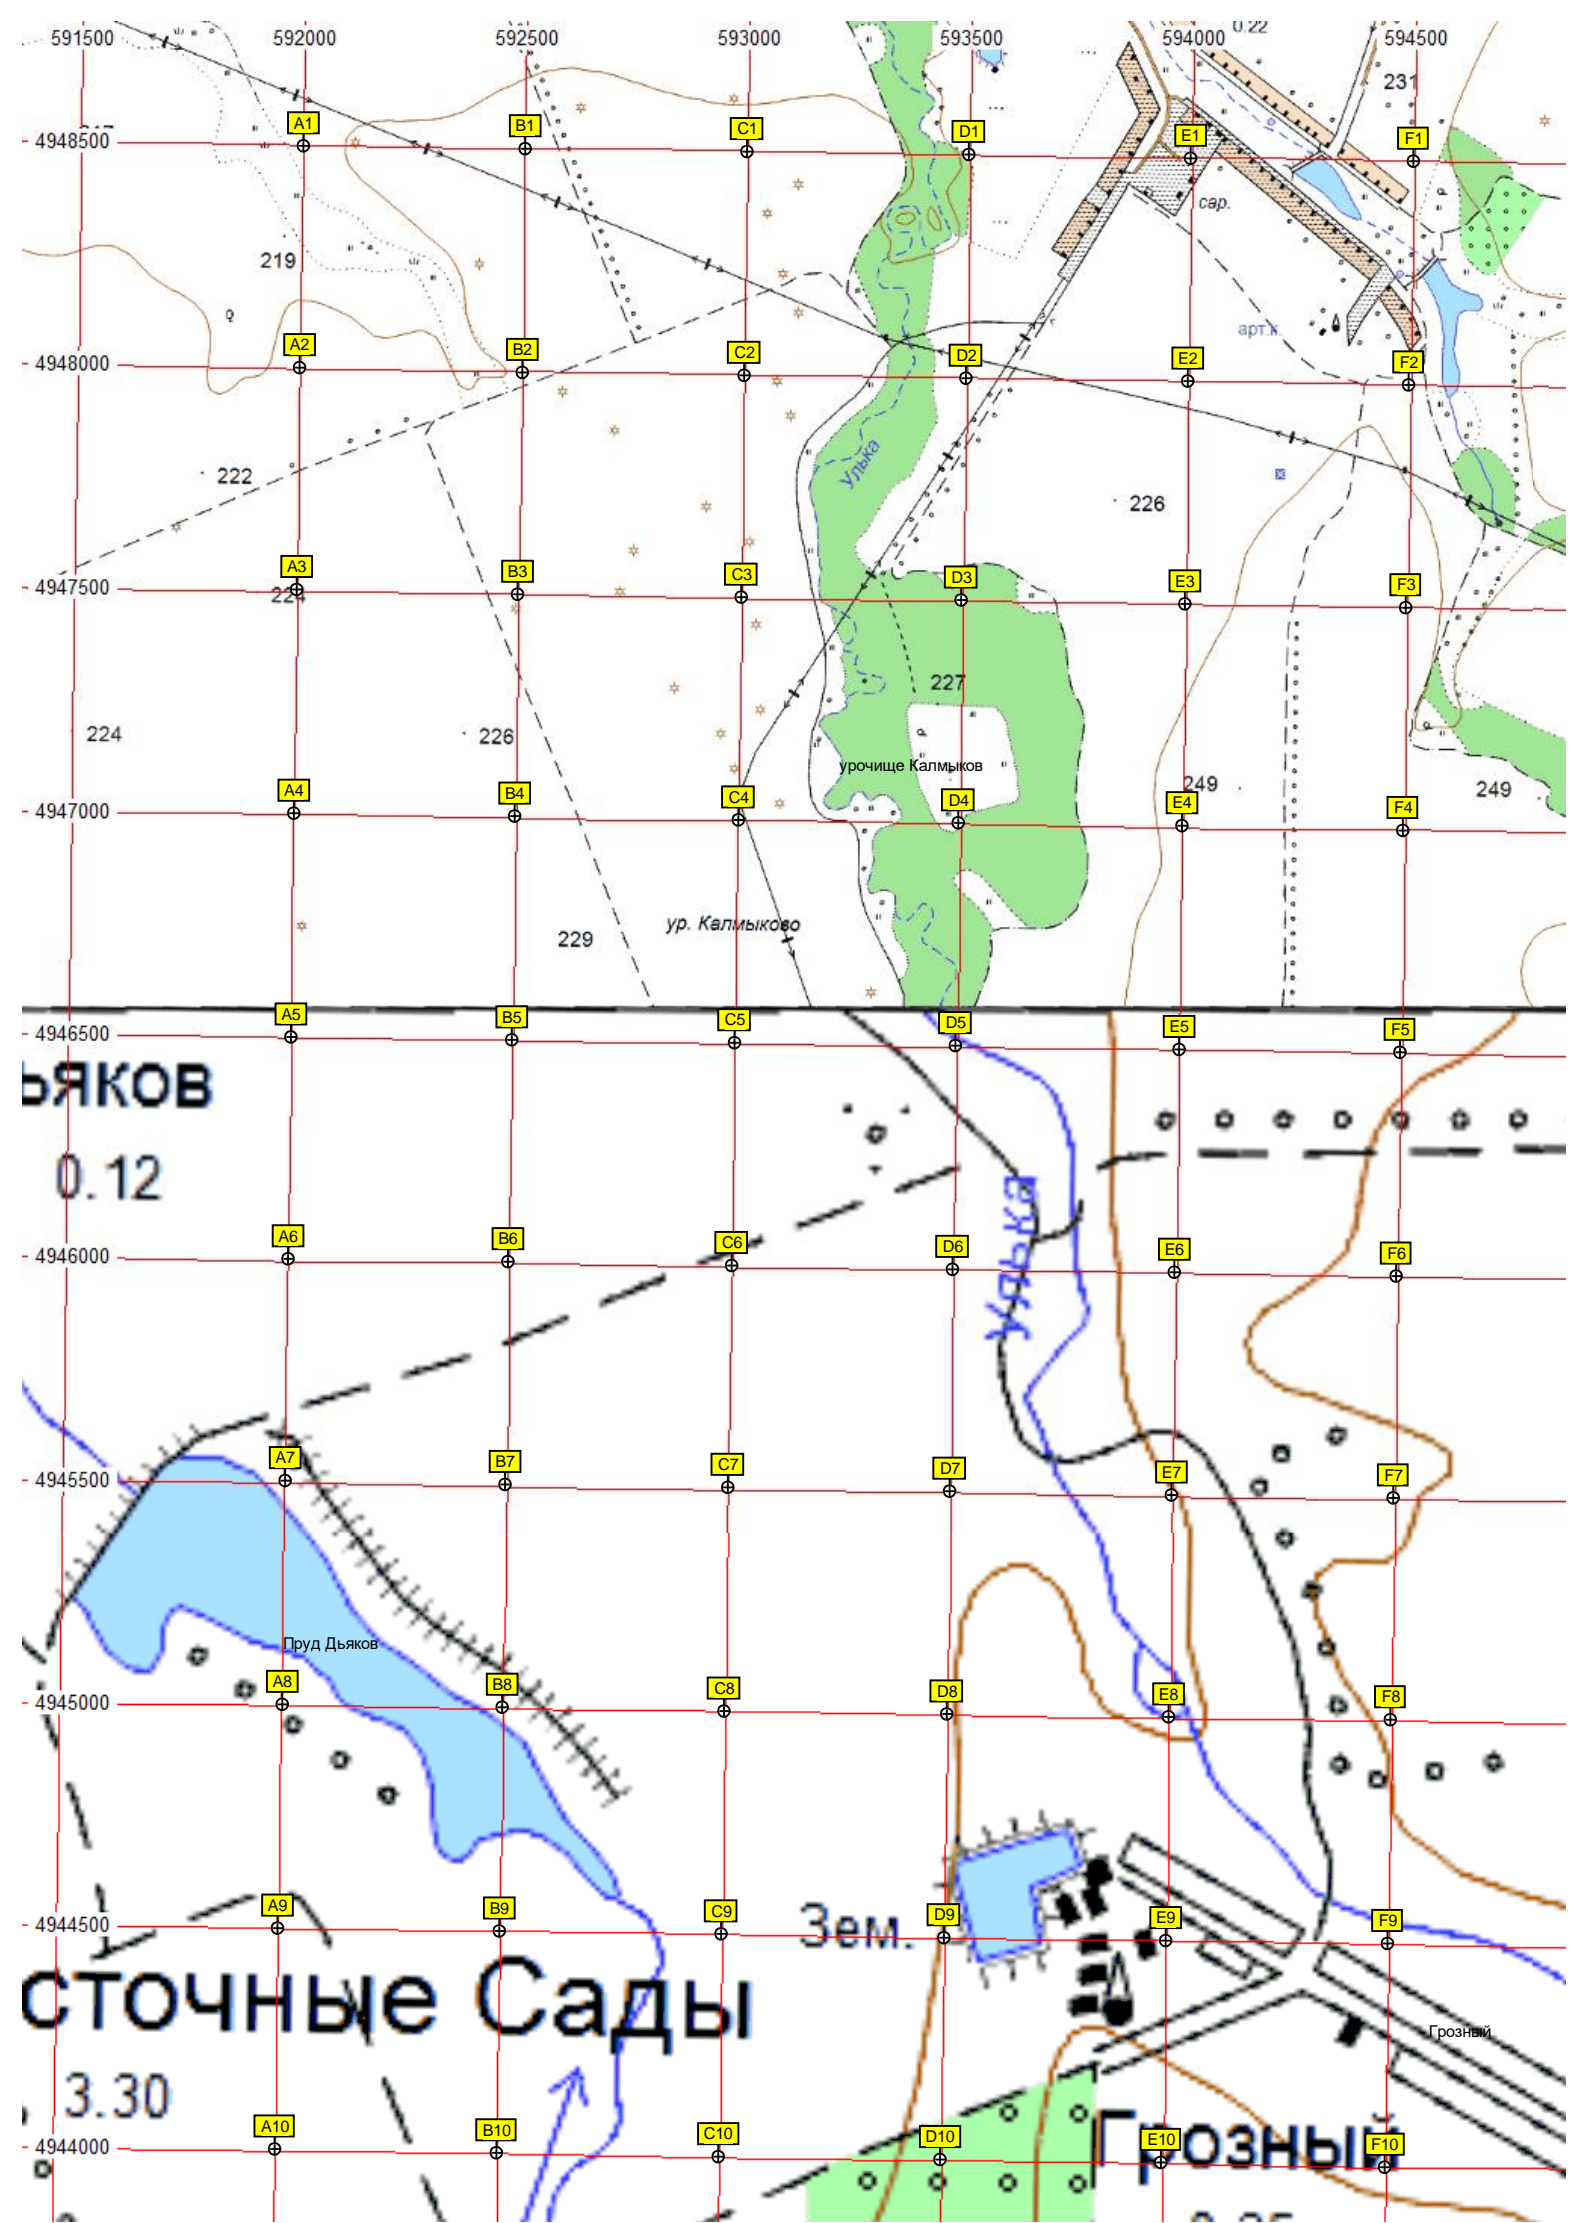 591500 592000 592500 593000 593500 594000 594500
0.22
231
4948500 A1 B1 C1 D1 E1 F1
сар.
219
арт.к.
4948000 A2 B2 C2 D2 E2 F2
Улька
222
226
4947500 A3 B3 C3 D3 E3 F3
224
227
224
226
урочище Калмыков
249
249
4947000 A4 B4 C4 D4 E4 F4
ур. Калмыково
229
4946500 A5 B5 C5 D5 E5 F5
ьяков
0.12
Улька
4946000 A6 B6 C6 D6 E6 F6
4945500 A7 B7 C7 D7 E7 F7
Пруд Дьяков
4945000 A8 B8 C8 D8 E8 F8
4944500 A9 B9 C9 D9 E9 F9
Зем.
сточные Сады
Грозный
3.30
Грозный
4944000 A10 B10 C10 D10 E10 F10